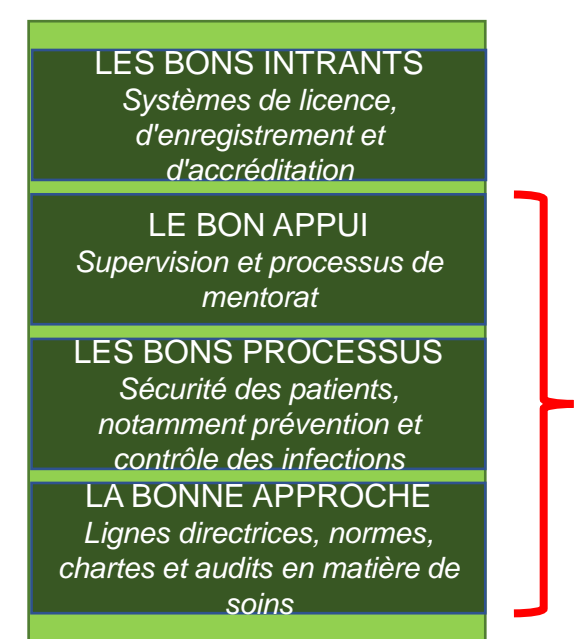 LES BONS INTRANTS
Systèmes de licence,
d'enregistrement et
d'accréditation
LE BON APPUI
Supervision et processus de
mentorat
LES BONS PROCESSUS
Sécurité des patients,
notamment prévention et
contrôle des infections
LA BONNE APPROCHE
Lignes directrices, normes,
chartes et audits en matière de
soins